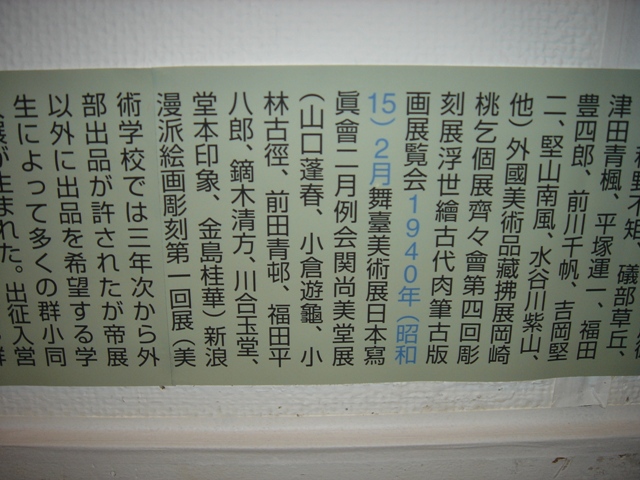 野不矩 礒部草丘、
津田青楓、平塚運一、福田
豊四郎、前川千帆、吉岡堅
二、堅山南風、水谷川紫山、
他）外國美術品藏拂展岡崎
桃乞個展齊々會第四回彫
刻展浮世繪古代肉筆古版
画展覧会1940年（昭和
15）2月舞臺美術展日本寫
眞會二月例会関尚美堂展
（山口蓬春、小倉遊龜、小
林古徑、前田青邨、福田平
八郎、鏑木清方、川合玉堂、
堂本印象、金島桂華）新浪
漫派絵画彫刻第一回展（美
術学校では三年次から外
部出品が許されたが帝展
以外に出品を希望する学
生によって多くの群小同
展が生まれた。出征入営